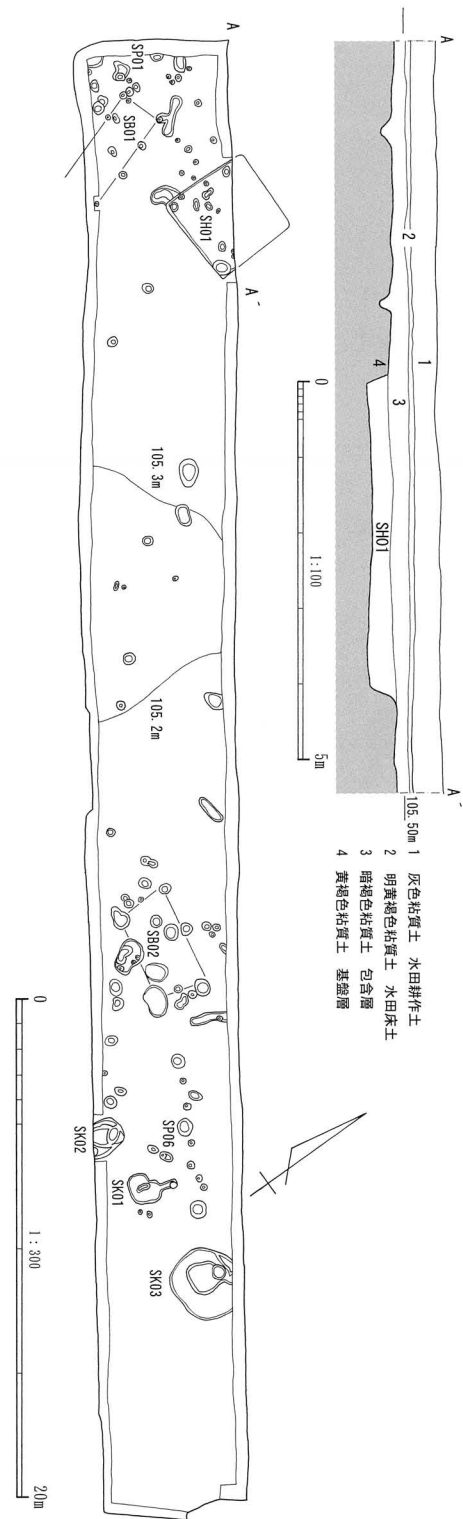 A
A´
1
2
3
4
SH01
105.50m
0
1:100
5m
1 灰色粘質土 水田耕作土
2 明黄褐色粘質土 水田床土
3 暗褐色粘質土 包含層
4 黄褐色粘質土 基盤層
A
A´
SP01
SB01
SH01
105.3m
105.2m
SB02
SP06
SK02
SK01
SK03
0
1:300
20m